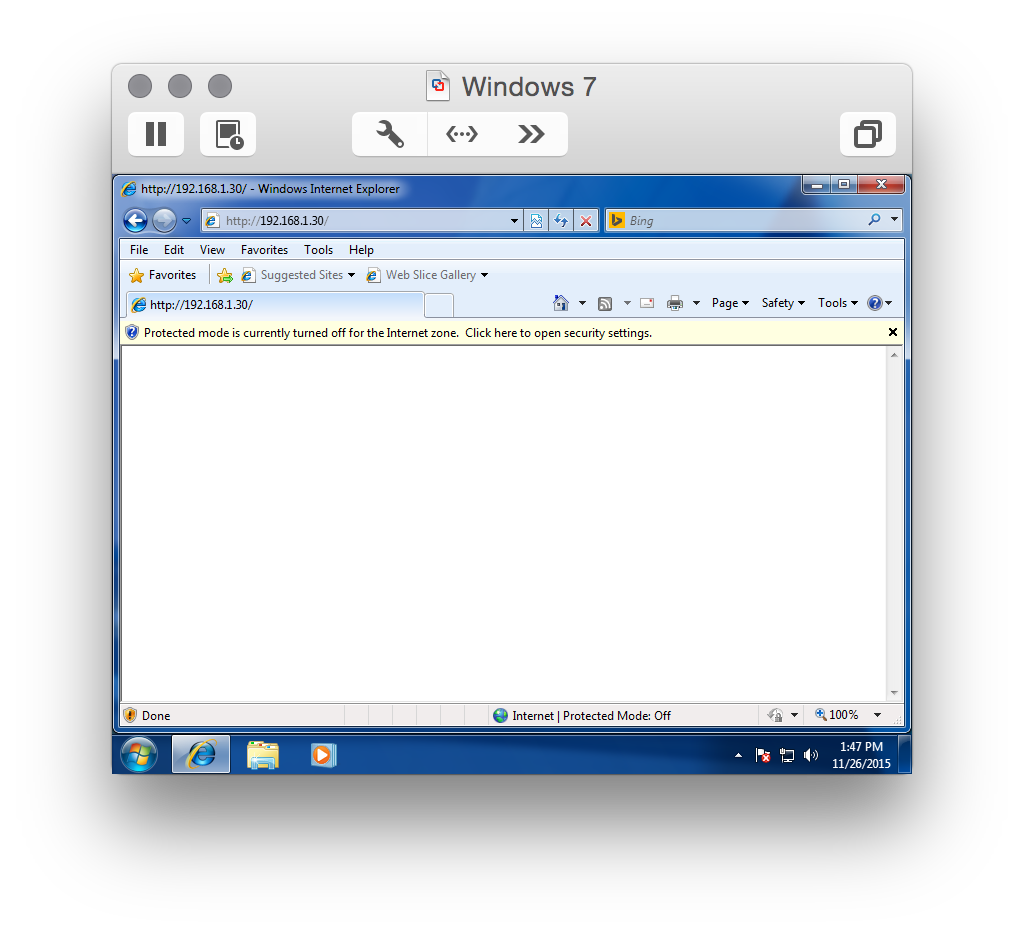 Windows 7
http://192.168.1.30/ - Windows Internet Explorer
http://192.168.1.30/ Bing
File Edit View Favorites Tools Help
Favorites Suggested Sites Web Slice Gallery
http://192.168.1.30/ Page Safety Tools
Protected mode is currently turned off for the Internet zone. Click here to open security settings.
Done Internet | Protected Mode: Off 100%
1:47 PM
11/26/2015